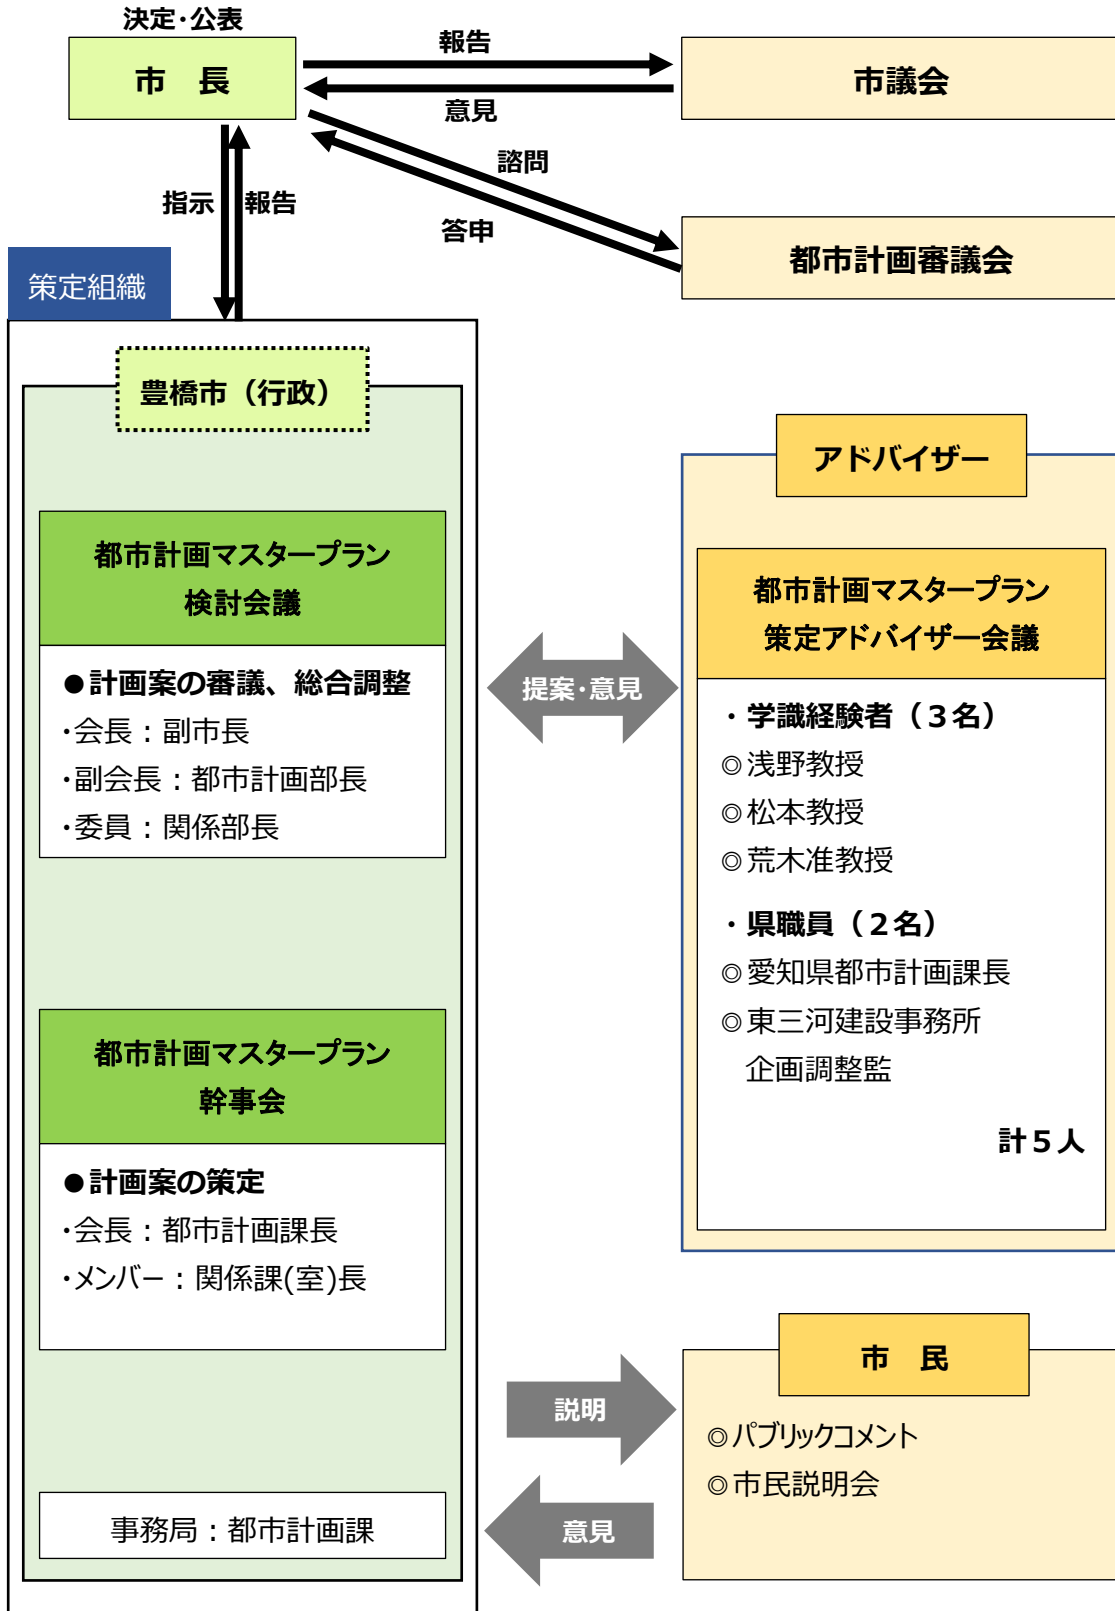 決定･公表
市　長
報告
意見
市議会
諮問
答申
都市計画審議会
指示
報告
策定組織
豊橋市（行政）
都市計画マスタープラン
検討会議
●計画案の審議、総合調整
･会長：副市長
･副会長：都市計画部長
･委員：関係部長
都市計画マスタープラン
幹事会
●計画案の策定
･会長：都市計画課長
･メンバー：関係課(室)長
事務局：都市計画課
提案･意見
アドバイザー
都市計画マスタープラン
策定アドバイザー会議
・学識経験者（３名）
◎浅野教授
◎松本教授
◎荒木准教授
・県職員（２名）
◎愛知県都市計画課長
◎東三河建設事務所
企画調整監
計５人
説明
意見
市　民
◎パブリックコメント
◎市民説明会